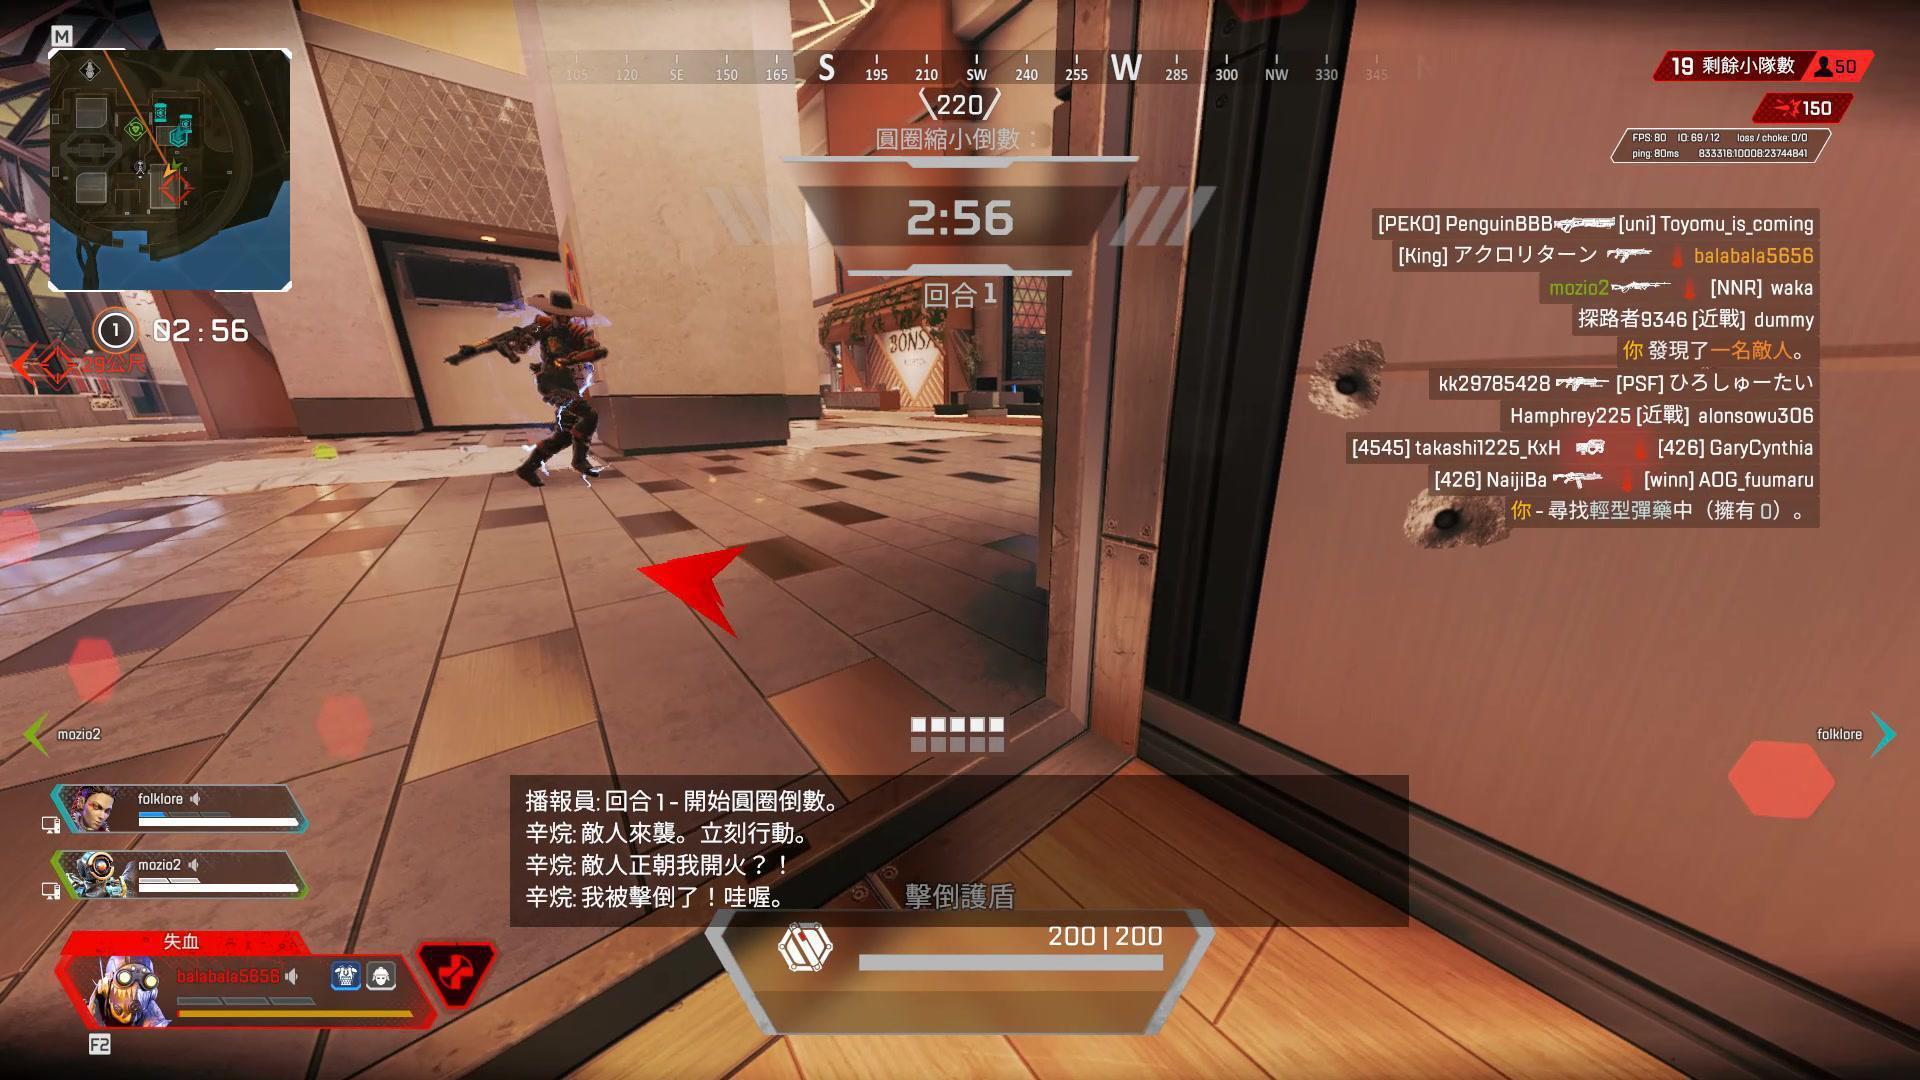 M
105 120 SE 150 165 S 195 210 SW 240 255 W 285 300 NW 330 345 N
220
圓圈縮小倒數：
2:56
回合 1
1 02:56
29公尺
19 剩餘小隊數 50
150
FPS: 80 IO: 69 / 12 loss / choke: 0/0
ping: 80ms 833316:10008:23744841
[PEKO] PenguinBBB [uni] Toyomu_is_coming
[King] アクロリターン balabala5656
mozio2 [NNR] waka
探路者9346 [近戰] dummy
你 發現了一名敵人。
kk29785428 [PSF] ひろしゅーたい
Hamphrey225 [近戰] alonsowu306
[4545] takashi1225_KxH [426] GaryCynthia
[426] NaijiBa [winn] AOG_fuumaru
你 - 尋找輕型彈藥中（擁有 0）。
BONSAI
mozio2
folklore
folklore
mozio2
播報員: 回合 1 - 開始圓圈倒數。
辛烷: 敵人來襲。立刻行動。
辛烷: 敵人正朝我開火？！
辛烷: 我被擊倒了！哇喔。
擊倒護盾
200 | 200
失血
balabala5656
F2